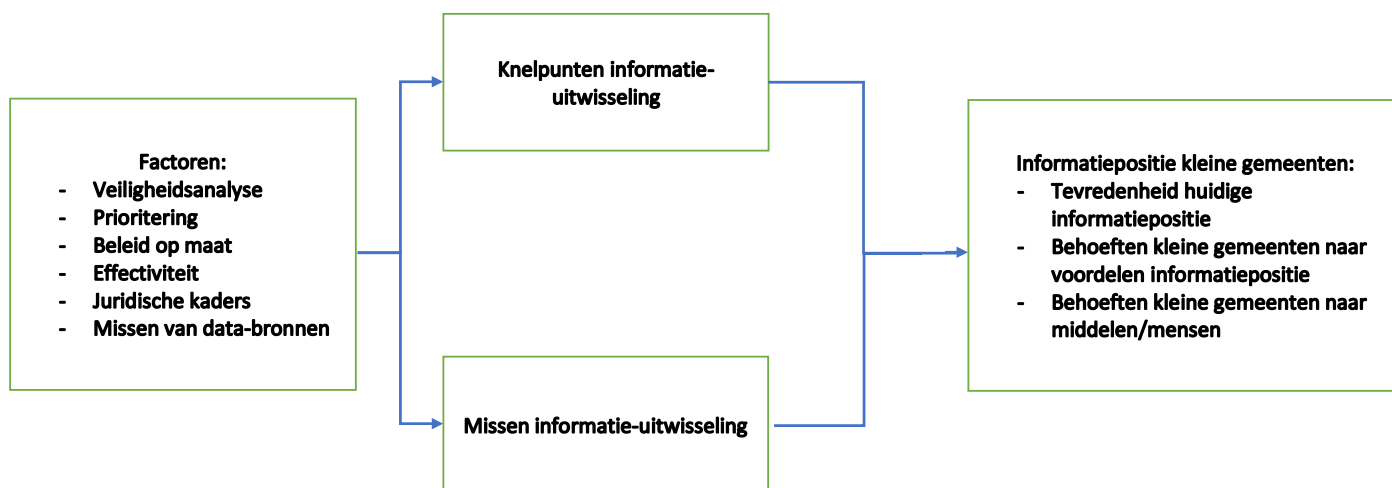 Factoren:
- Veiligheidsanalyse
- Prioritering
- Beleid op maat
- Effectiviteit
- Juridische kaders
- Missen van data-bronnen
Knelpunten informatie-
uitwisseling
Missen informatie-uitwisseling
Informatiepositie kleine gemeenten:
- Tevredenheid huidige
informatiepositie
- Behoeften kleine gemeenten naar
voordelen informatiepositie
- Behoeften kleine gemeenten naar
middelen/mensen